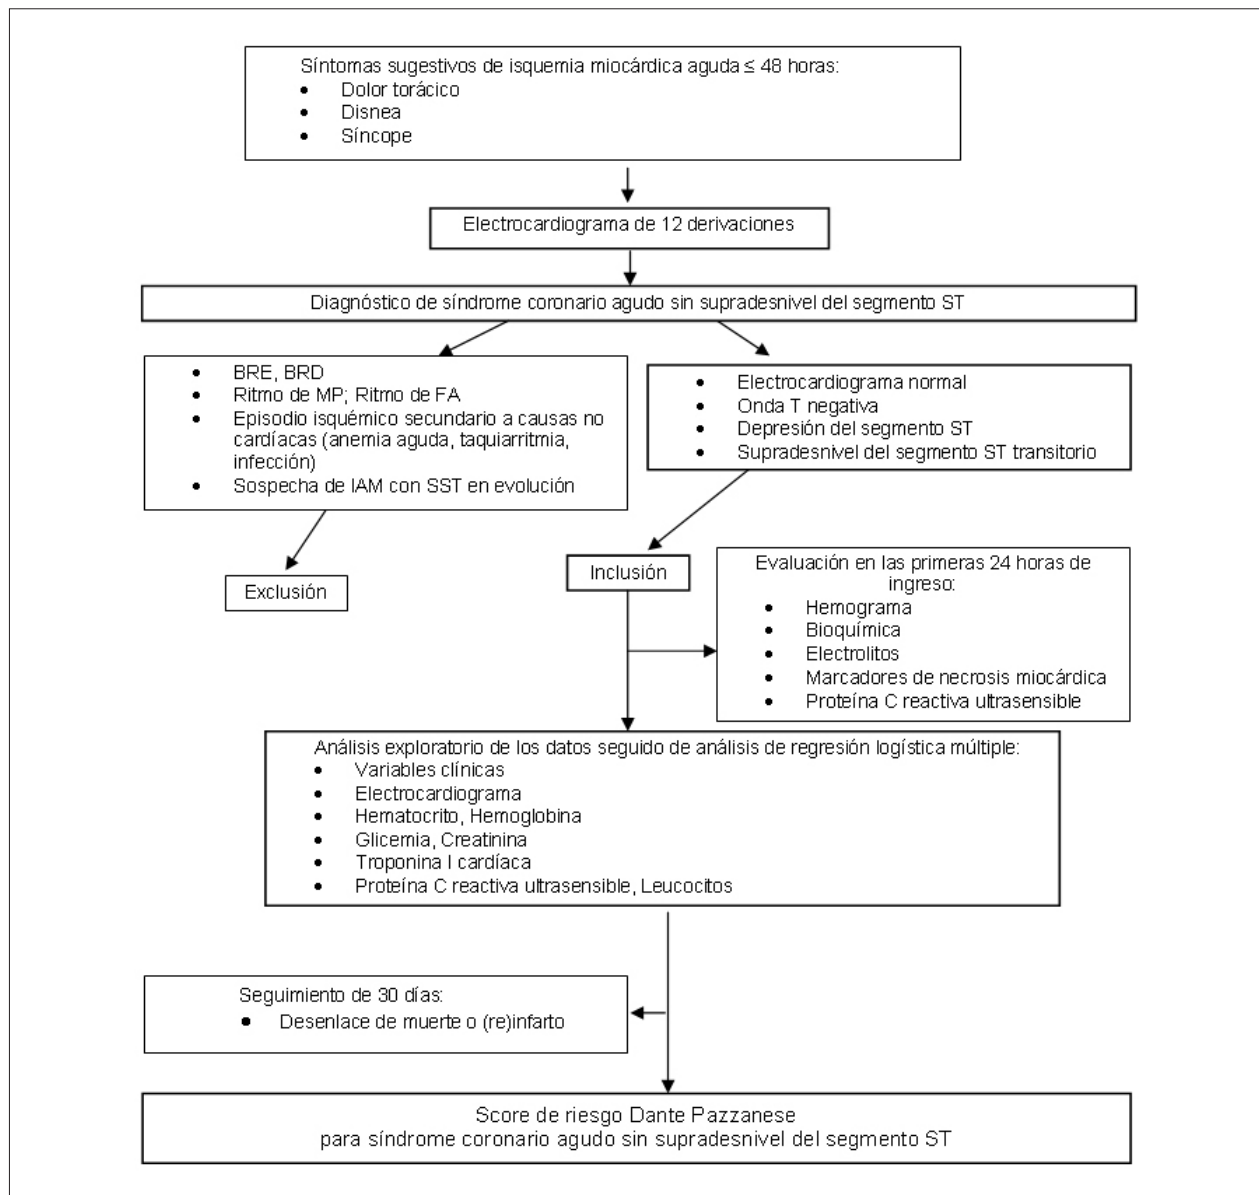 Síntomas sugestivos de isquemia miocárdica aguda ≤ 48 horas:
• Dolor torácico
• Disnea
• Síncope
Electrocardiograma de 12 derivaciones
Diagnóstico de síndrome coronario agudo sin supradesnivel del segmento ST
• BRE, BRD
• Ritmo de MP; Ritmo de FA
• Episodio isquémico secundario a causas no
cardíacas (anemia aguda, taquiarritmia,
infección)
• Sospecha de IAM con SST en evolución
• Electrocardiograma normal
• Onda T negativa
• Depresión del segmento ST
• Supradesnivel del segmento ST transitorio
Exclusión
Inclusión
Evaluación en las primeras 24 horas de
ingreso:
• Hemograma
• Bioquímica
• Electrolitos
• Marcadores de necrosis miocárdica
• Proteína C reactiva ultrasensible
Análisis exploratorio de los datos seguido de análisis de regresión logística múltiple:
• Variables clínicas
• Electrocardiograma
• Hematocrito, Hemoglobina
• Glicemia, Creatinina
• Troponina I cardíaca
• Proteína C reactiva ultrasensible, Leucocitos
Seguimiento de 30 días:
• Desenlace de muerte o (re)infarto
Score de riesgo Dante Pazzanese
para síndrome coronario agudo sin supradesnivel del segmento ST